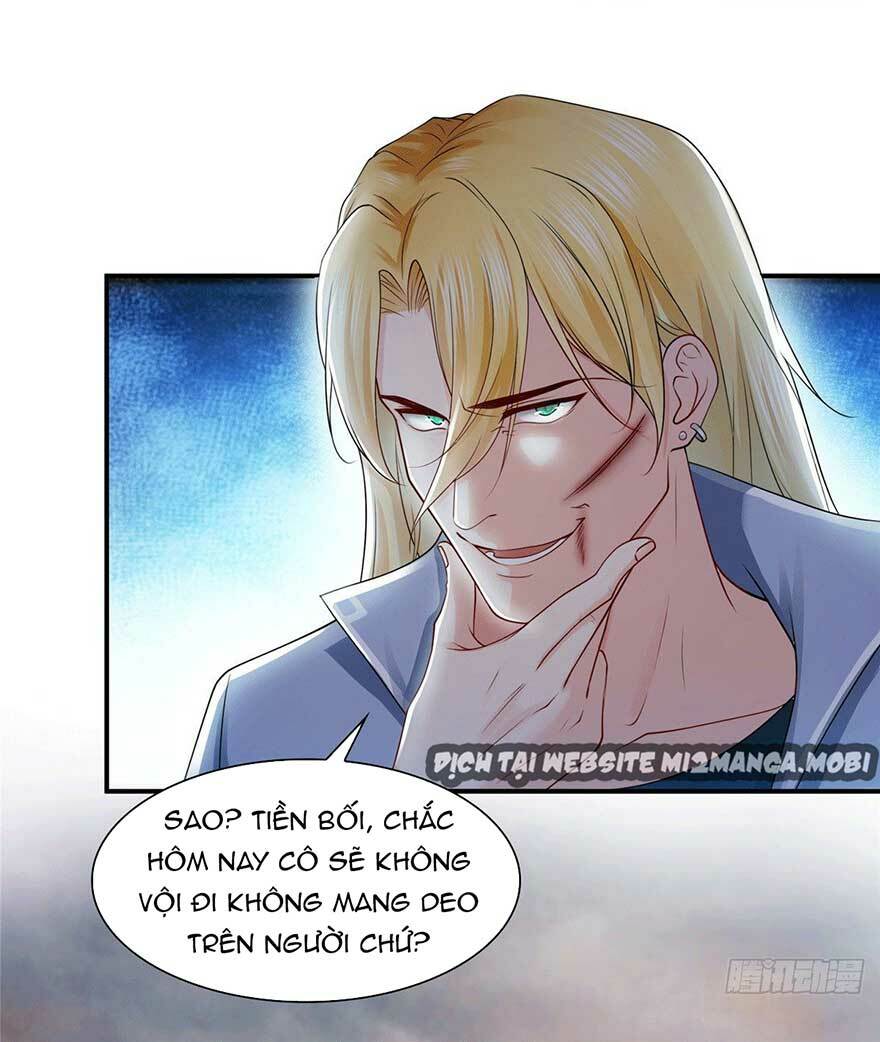 DỊCH TẠI WEBSITE MI2MANGA.MOBI
SAO? TIỀN BỐI, CHẮC
HÔM NAY CÔ SẼ KHÔNG
VỘI ĐI KHÔNG MANG DEO
TRÊN NGƯỜI CHỨ?
腾讯动漫